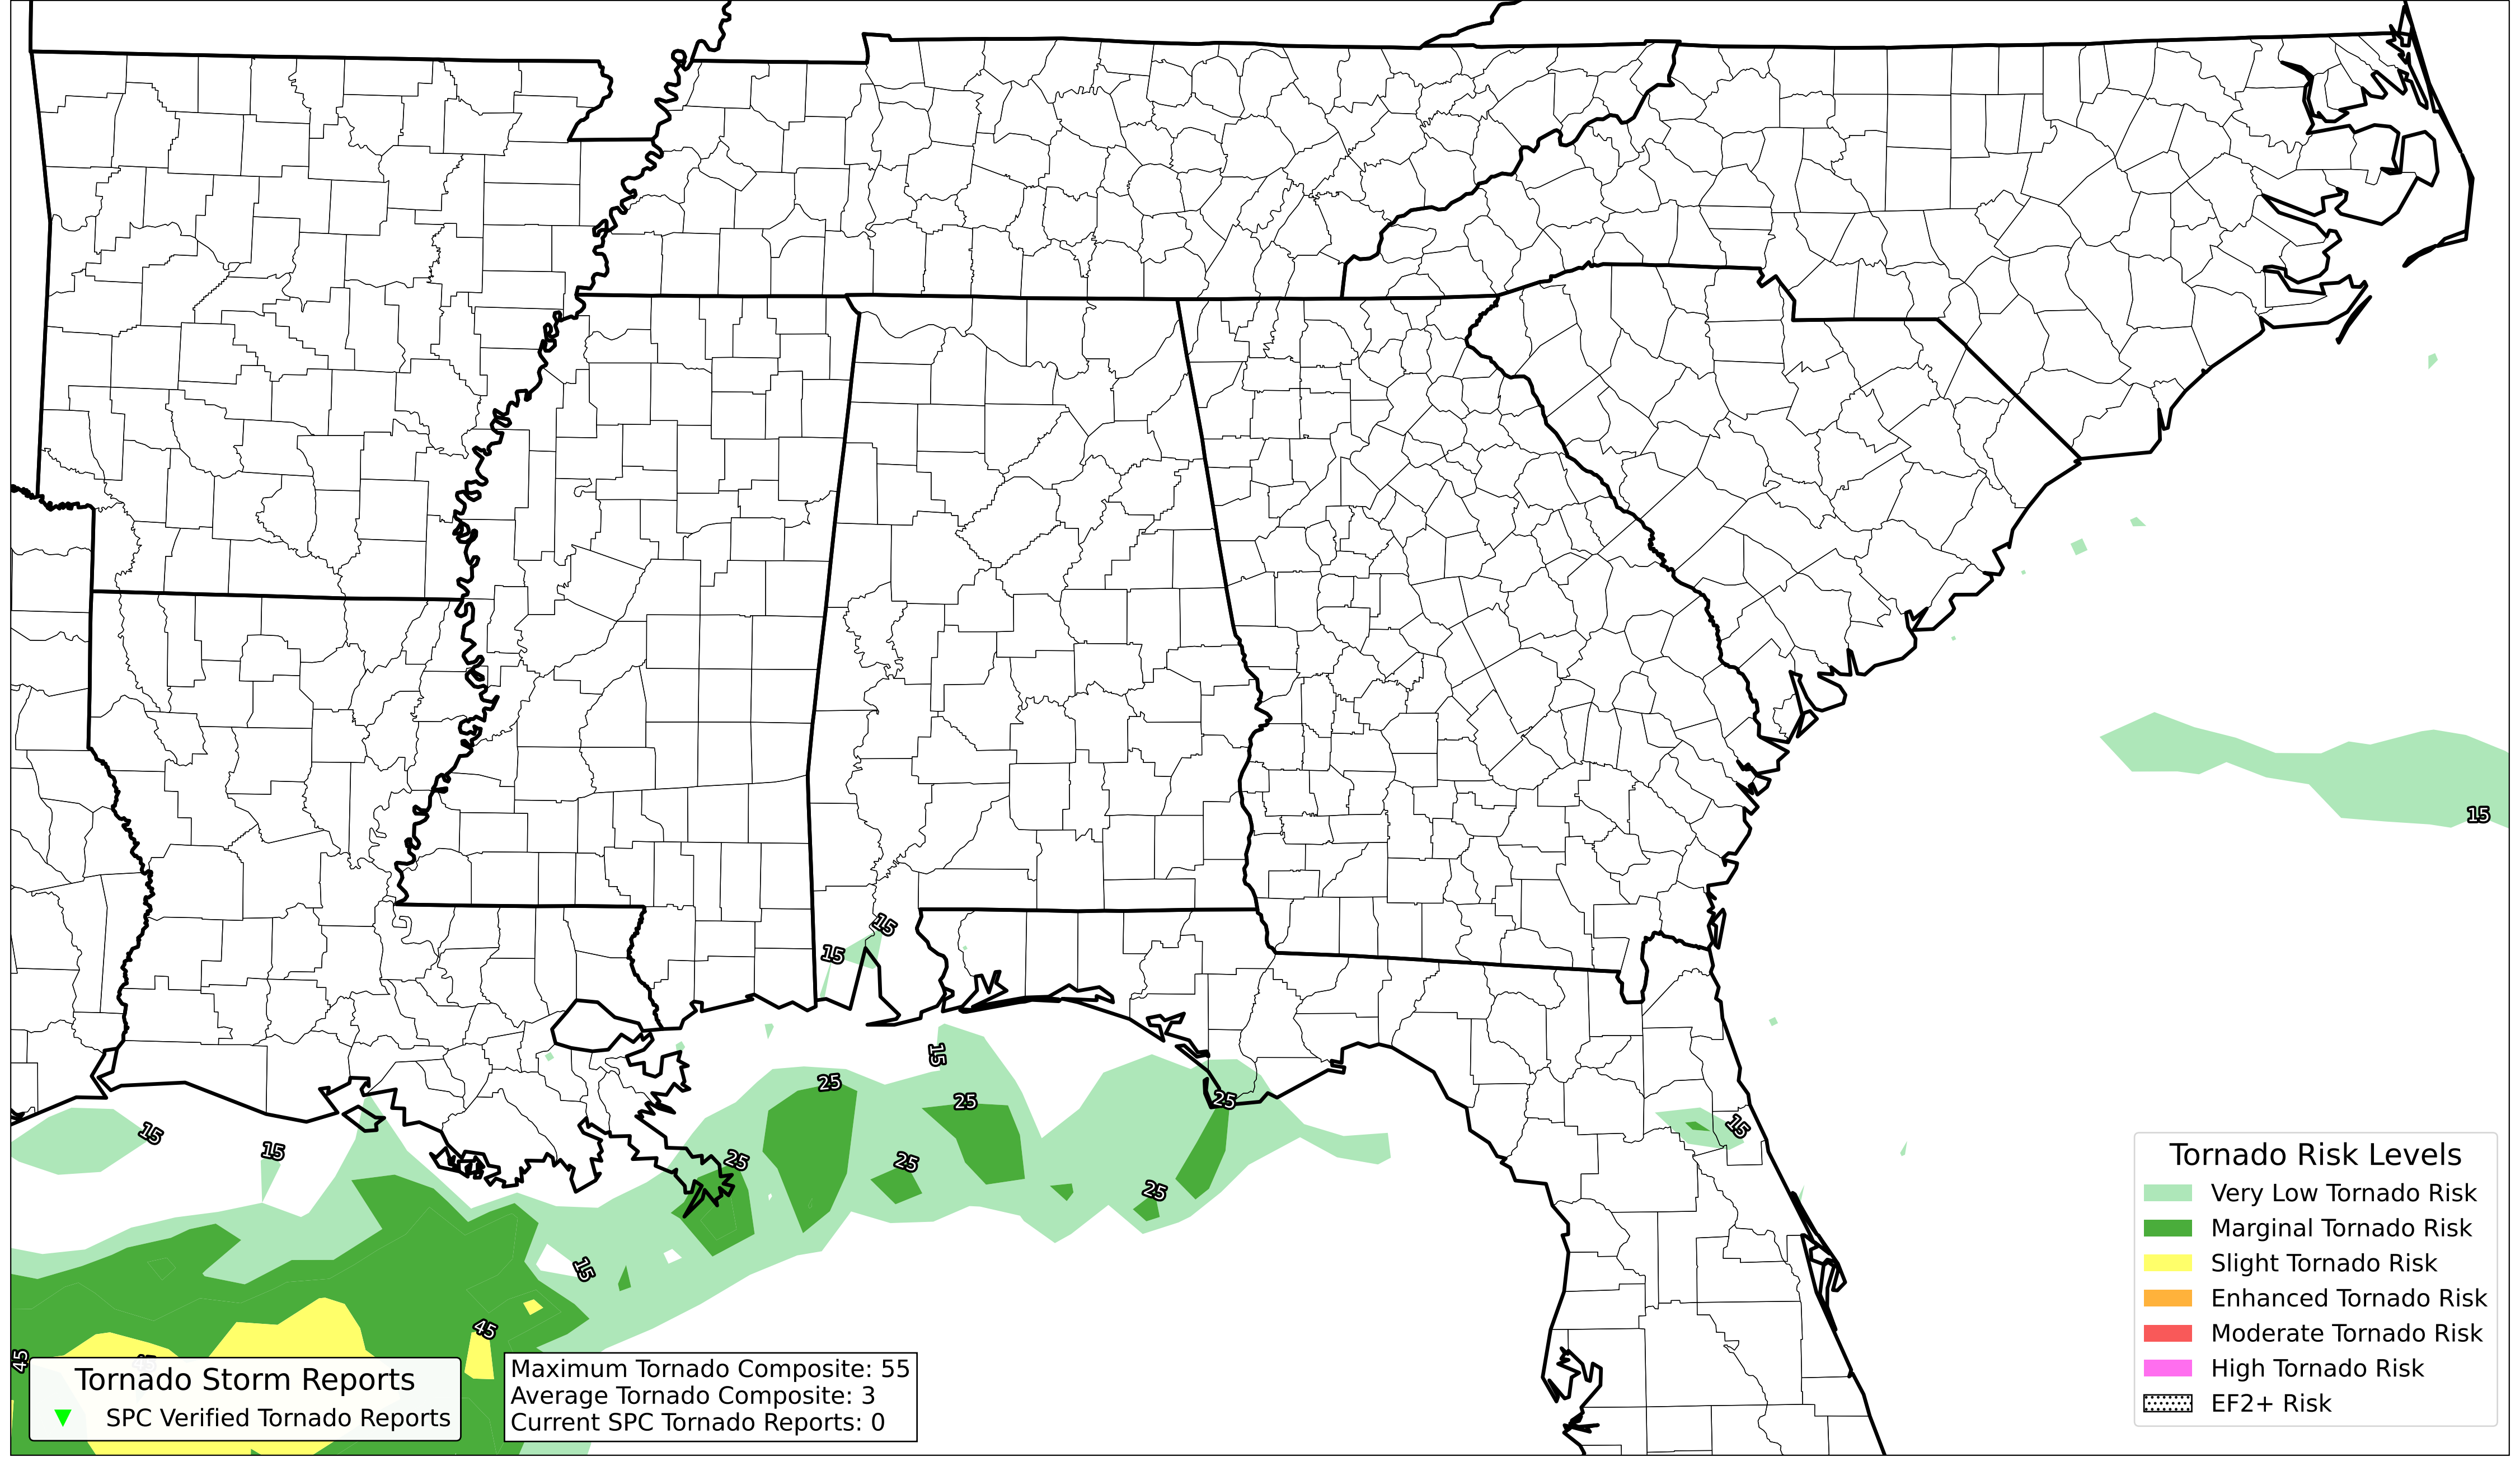 15
15
15
15
25
25
15
15
15
25
25
25
25
15
45
45
Tornado Storm Reports
SPC Verified Tornado Reports
Maximum Tornado Composite: 55
Average Tornado Composite: 3
Current SPC Tornado Reports: 0
Tornado Risk Levels
Very Low Tornado Risk
Marginal Tornado Risk
Slight Tornado Risk
Enhanced Tornado Risk
Moderate Tornado Risk
High Tornado Risk
EF2+ Risk